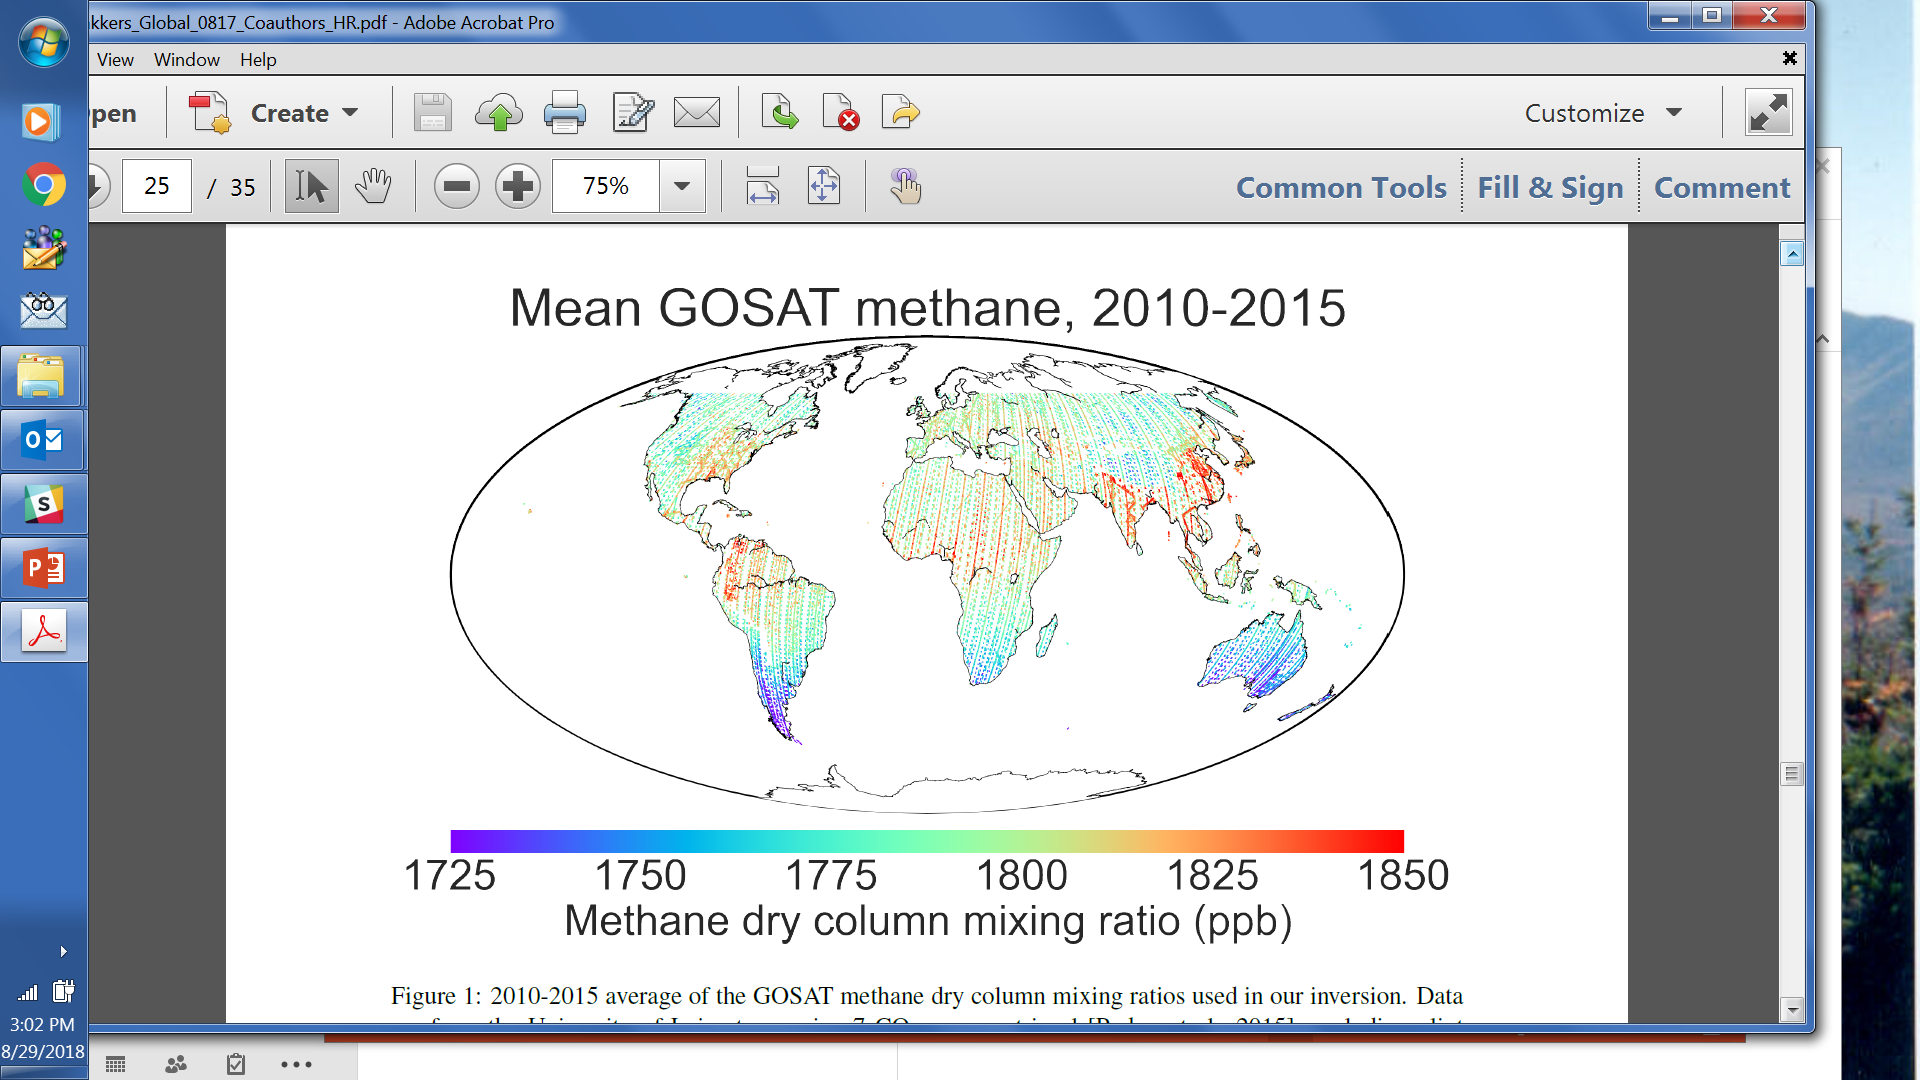 kkers_Global_0817_Coauthors_HR.pdf - Adobe Acrobat Pro
View Window Help
pen Create Customize
25 / 35 75% Common Tools Fill & Sign Comment
Mean GOSAT methane, 2010-2015
1725 1750 1775 1800 1825 1850
Methane dry column mixing ratio (ppb)
Figure 1: 2010-2015 average of the GOSAT methane dry column mixing ratios used in our inversion. Data
O
S
P
3:02 PM
8/29/2018